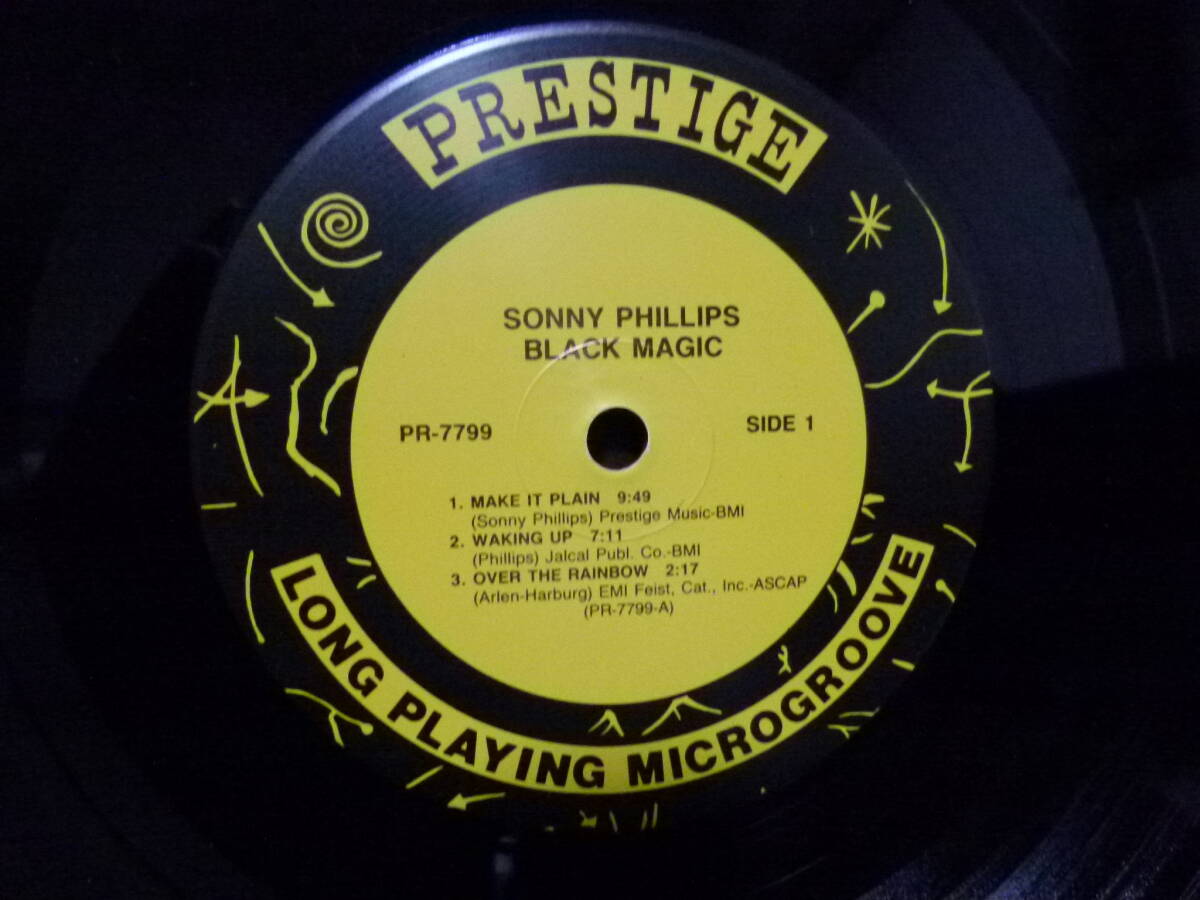 PRESTIGE
SONNY PHILLIPS
BLACK MAGIC
PR-7799
SIDE 1
1. MAKE IT PLAIN 9:49
(Sonny Phillips) Prestige Music-BMI
2. WAKING UP 7:11
(Phillips) Jalcal Publ. Co.-BMI
3. OVER THE RAINBOW 2:17
(Arlen-Harburg) EMI Feist, Cat., Inc.-ASCAP
(PR-7799-A)
LONG PLAYING MICROGROOVE